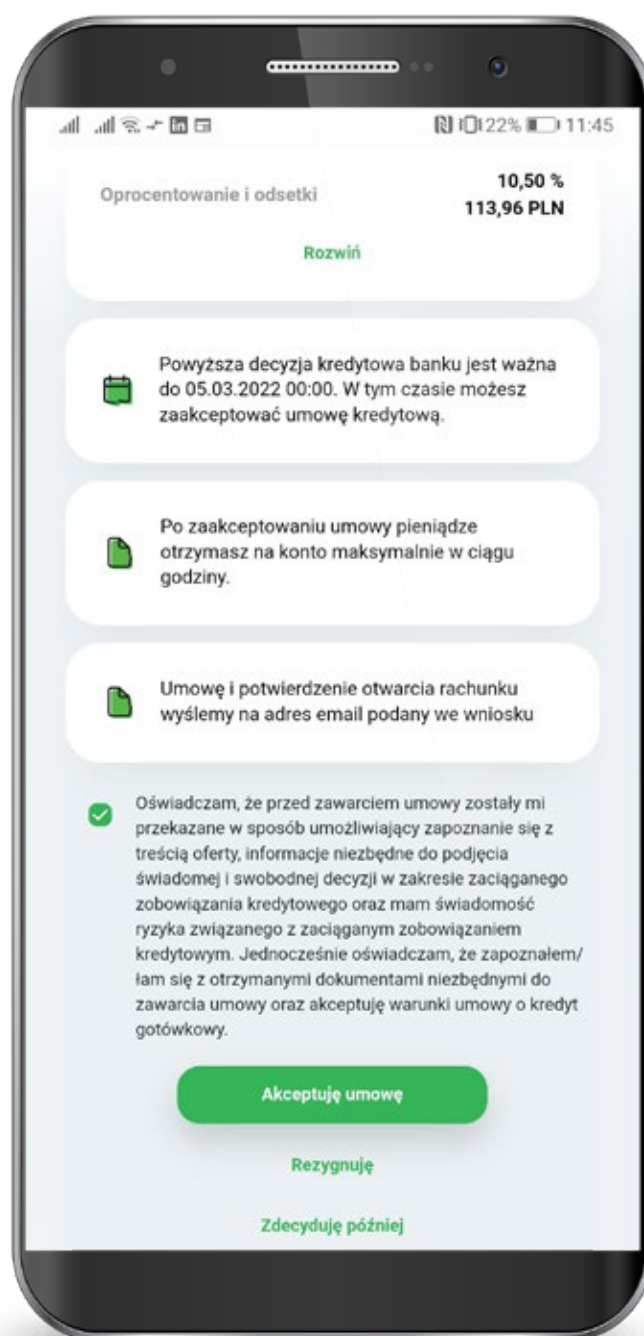 22% 11:45
Oprocentowanie i odsetki
10,50 %
113,96 PLN
Rozwiń
Powyższa decyzja kredytowa banku jest ważna
do 05.03.2022 00:00. W tym czasie możesz
zaakceptować umowę kredytową.
Po zaakceptowaniu umowy pieniądze
otrzymasz na konto maksymalnie w ciągu
godziny.
Umowę i potwierdzenie otwarcia rachunku
wyślemy na adres email podany we wniosku
Oświadczam, że przed zawarciem umowy zostały mi
przekazane w sposób umożliwiający zapoznanie się z
treścią oferty, informacje niezbędne do podjęcia
świadomej i swobodnej decyzji w zakresie zaciąganego
zobowiązania kredytowego oraz mam świadomość
ryzyka związanego z zaciąganym zobowiązaniem
kredytowym. Jednocześnie oświadczam, że zapoznałem/
łam się z otrzymanymi dokumentami niezbędnymi do
zawarcia umowy oraz akceptuję warunki umowy o kredyt
gotówkowy.
Akceptuję umowę
Rezygnuję
Zdecyduję później